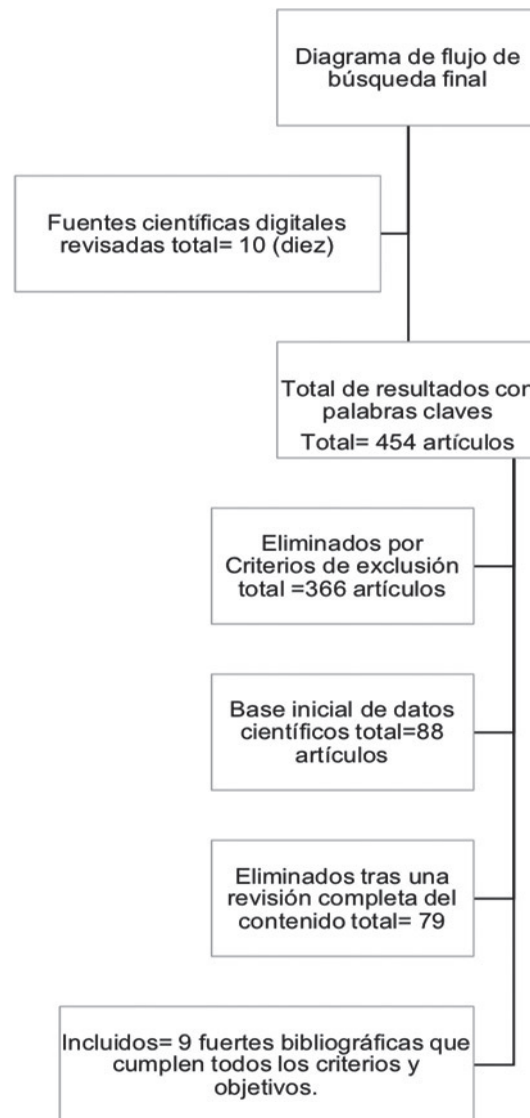 Diagrama de flujo de
búsqueda final
Fuentes científicas digitales
revisadas total= 10 (diez)
Total de resultados con
palabras claves
Total= 454 artículos
Eliminados por
Criterios de exclusión
total =366 artículos
Base inicial de datos
científicos total=88
artículos
Eliminados tras una
revisión completa del
contenido total= 79
Incluidos= 9 fuertes bibliográficas que
cumplen todos los criterios y
objetivos.